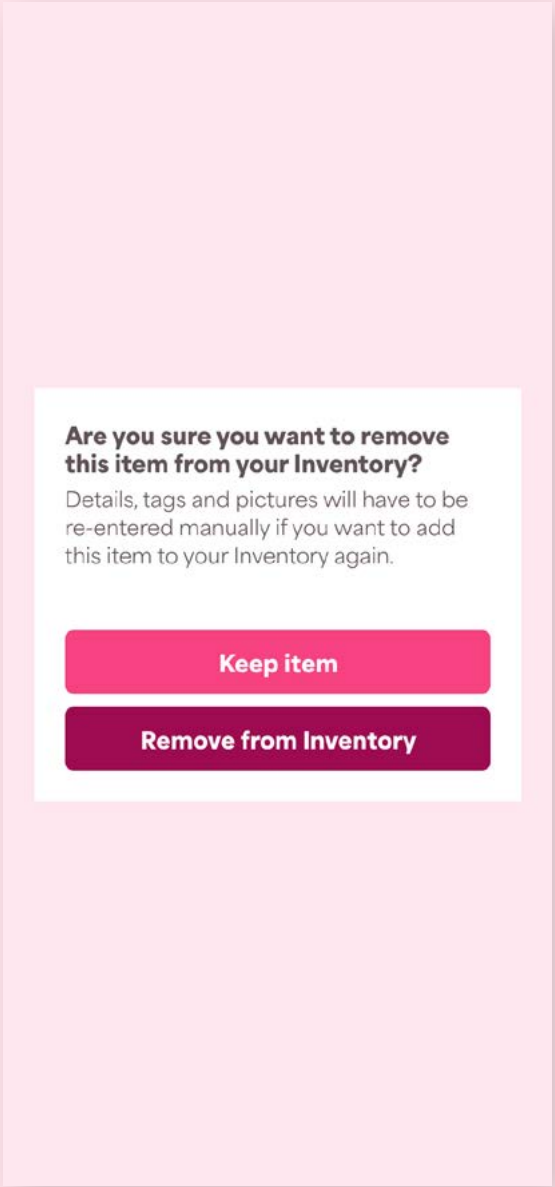 Are you sure you want to remove
this item from your Inventory?
Details, tags and pictures will have to be
re-entered manually if you want to add
this item to your Inventory again.
Keep item
Remove from Inventory